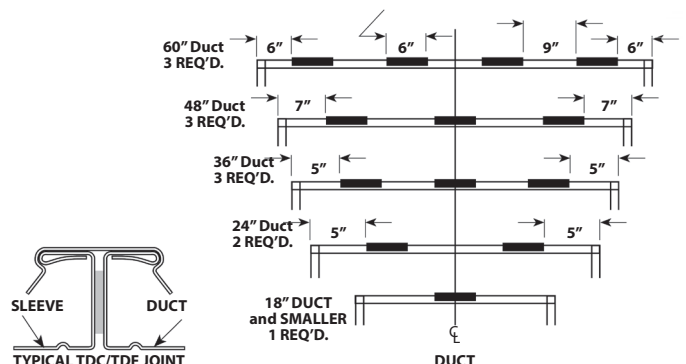 60” Duct
3 REQ’D.
6” 6” 9” 6”
48” Duct
3 REQ’D.
7” 7”
36” Duct
3 REQ’D.
5” 5”
24” Duct
2 REQ’D.
5” 5”
18” DUCT
and SMALLER
1 REQ’D.
℄
SLEEVE DUCT
TYPICAL TDC/TDF JOINT
DUCT